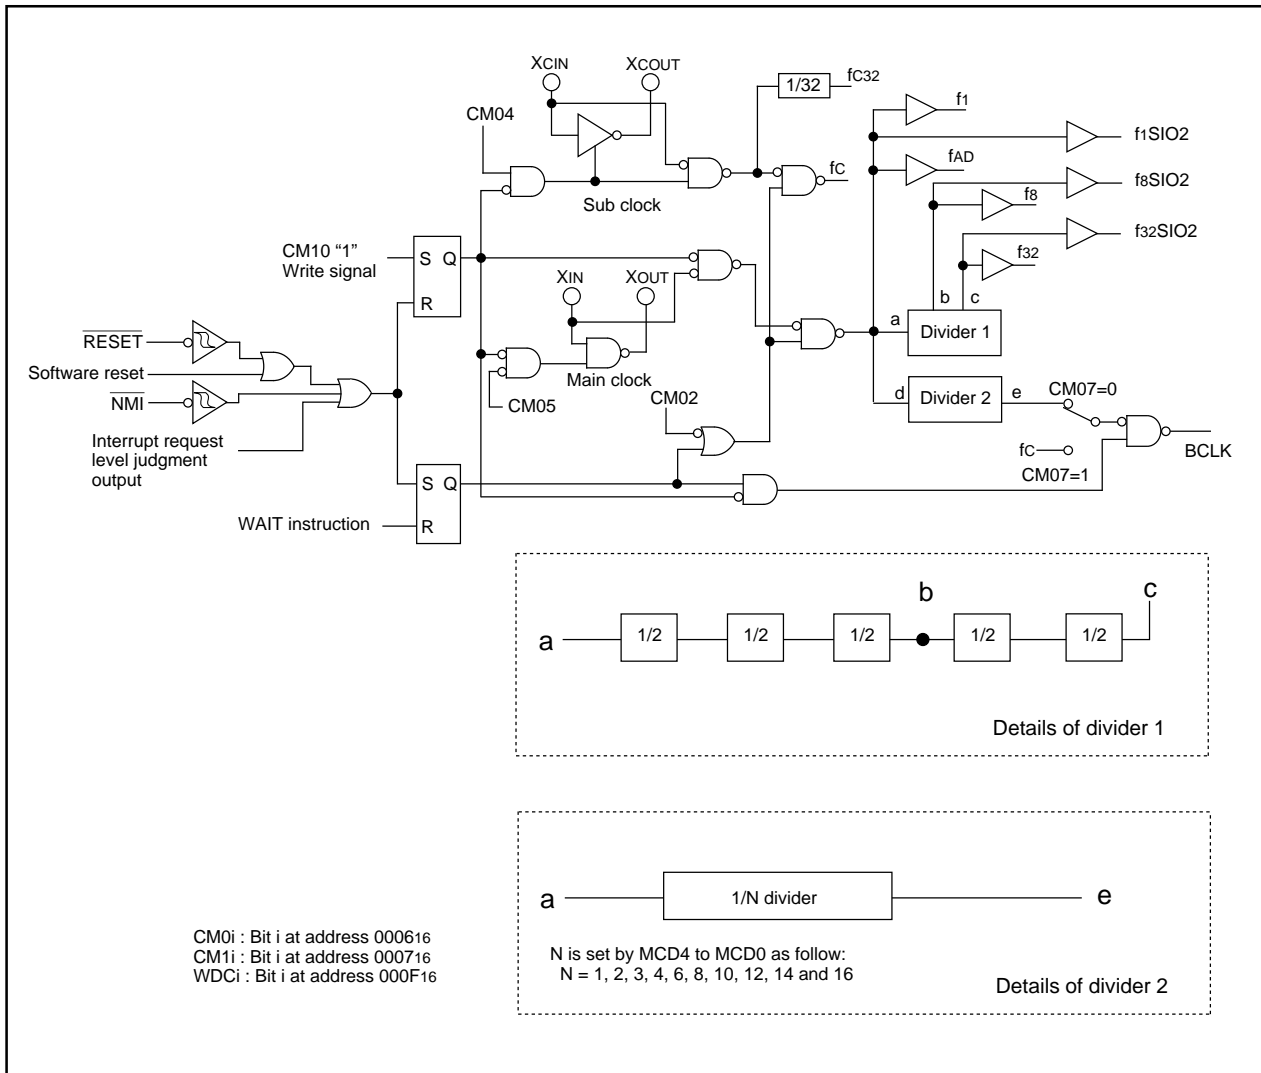 XCIN
XCOUT
CM04
1/32
fC32
f1
f1SIO2
fAD
fC
f8SIO2
f8
Sub clock
f32SIO2
f32
CM10 “1”
Write signal
S Q
R
XIN
XOUT
b c
a
Divider 1
RESET
Software reset
NMI
Main clock
CM05
CM02
d
Divider 2
e
CM07=0
Interrupt request
level judgment
output
fC
CM07=1
BCLK
S Q
R
WAIT instruction
a
1/2
1/2
1/2
b
1/2
1/2
c
Details of divider 1
a
1/N divider
e
N is set by MCD4 to MCD0 as follow:
N = 1, 2, 3, 4, 6, 8, 10, 12, 14 and 16
Details of divider 2
CM0i : Bit i at address 000616
CM1i : Bit i at address 000716
WDCi : Bit i at address 000F16